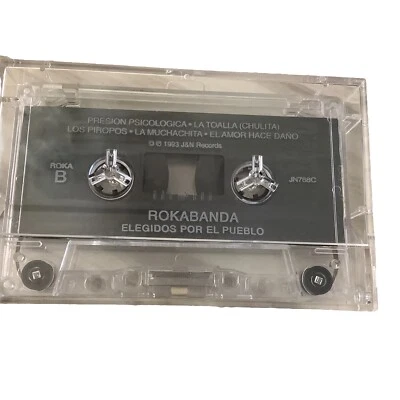 PRESION PSICOLOGICA • LA TOALLA (CHULITA)
LOS PIROPOS • LA MUCHACHITA • EL AMOR HACE DAÑO
© ℗ 1993 J&N Records
ROKA
B
JN768C
ROKABANDA
ELEGIDOS POR EL PUEBLO